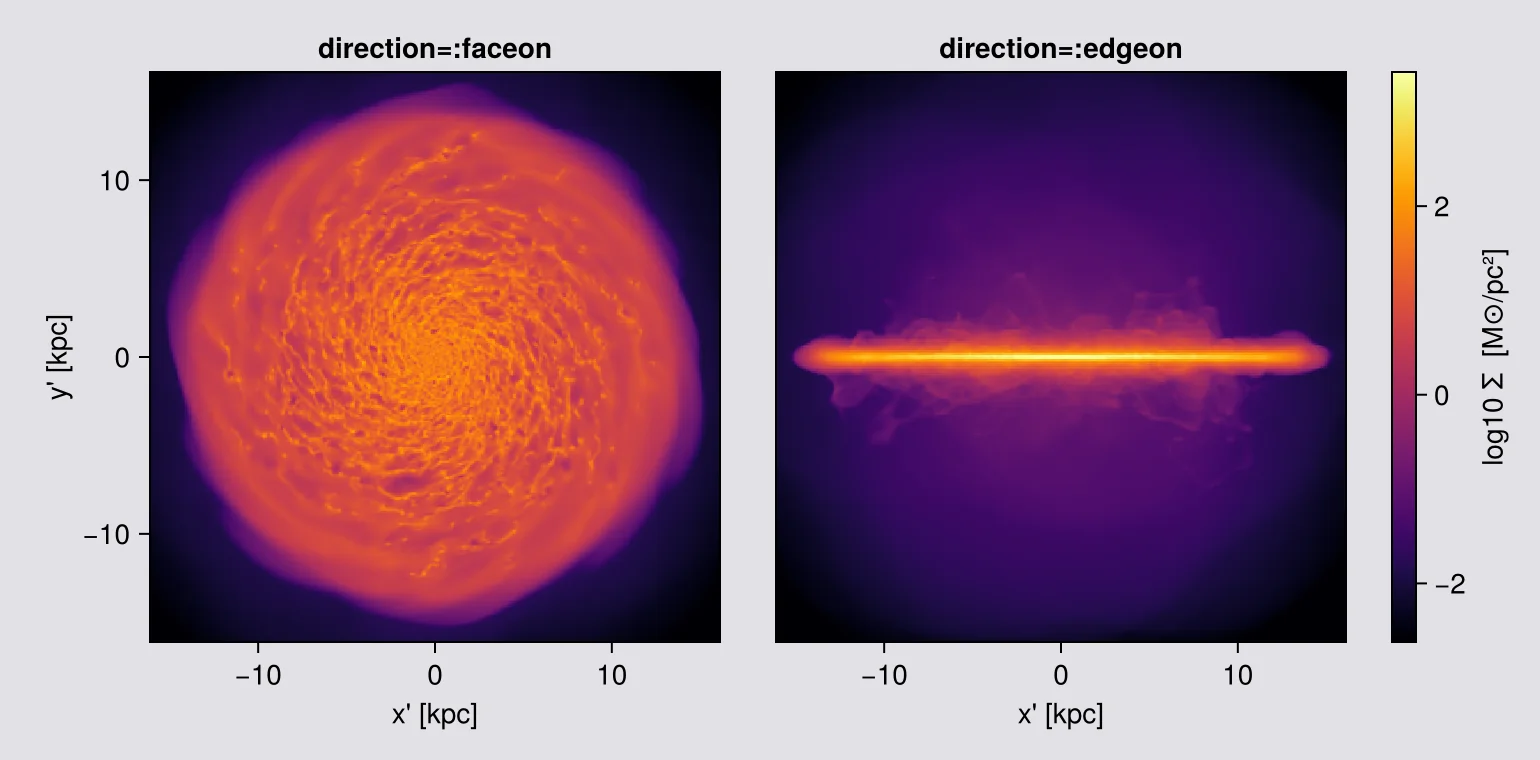 direction=:faceon
direction=:edgeon
10
0
−10
y' [kpc]
−10 0 10
x' [kpc]
−10 0 10
x' [kpc]
2
0
−2
log10 Σ [M⊙/pc²]